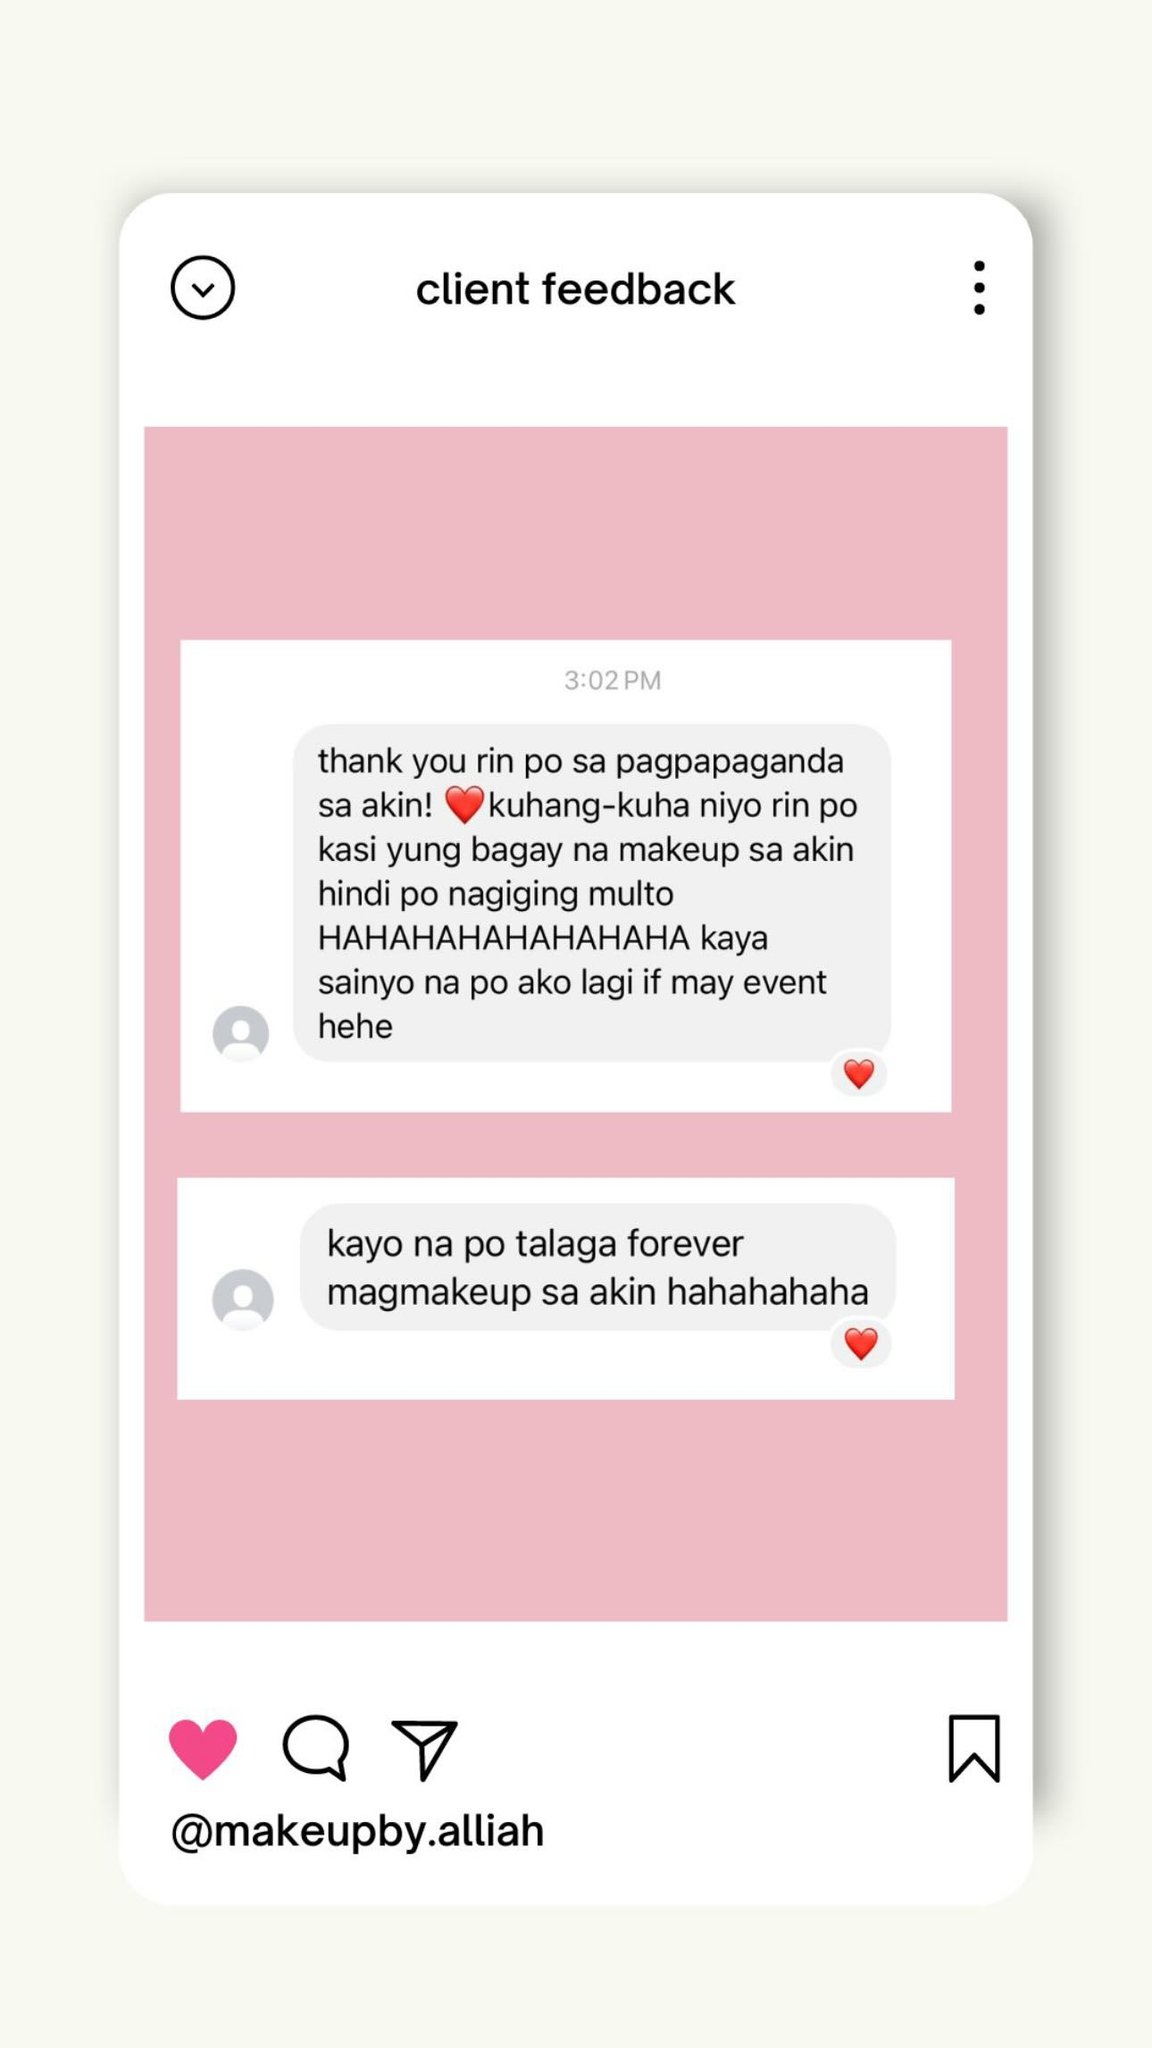 client feedback
3:02 PM
thank you rin po sa pagpapaganda
sa akin! ❤️kuhang-kuha niyo rin po
kasi yung bagay na makeup sa akin
hindi po nagiging multo
HAHAHAHAHAHAHAHA kaya
sainyo na po ako lagi if may event
hehe
kayo na po talaga forever
magmakeup sa akin hahahahaha
@makeupby.alliah